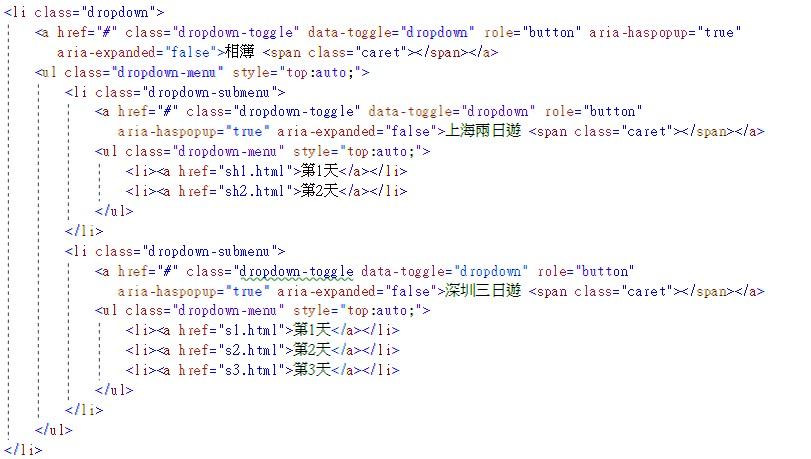 <li class="dropdown">
<a href="#" class="dropdown-toggle" data-toggle="dropdown" role="button" aria-haspopup="true"
aria-expanded="false">相簿 <span class="caret"></span></a>
<ul class="dropdown-menu" style="top:auto;">
<li class="dropdown-submenu">
<a href="#" class="dropdown-toggle" data-toggle="dropdown" role="button"
aria-haspopup="true" aria-expanded="false">上海兩日遊 <span class="caret"></span></a>
<ul class="dropdown-menu" style="top:auto;">
<li><a href="sh1.html">第1天</a></li>
<li><a href="sh2.html">第2天</a></li>
</ul>
</li>
<li class="dropdown-submenu">
<a href="#" class="dropdown-toggle data-toggle="dropdown" role="button"
aria-haspopup="true" aria-expanded="false">深圳三日遊 <span class="caret"></span></a>
<ul class="dropdown-menu" style="top:auto;">
<li><a href="s1.html">第1天</a></li>
<li><a href="s2.html">第2天</a></li>
<li><a href="s3.html">第3天</a></li>
</ul>
</li>
</ul>
</li>